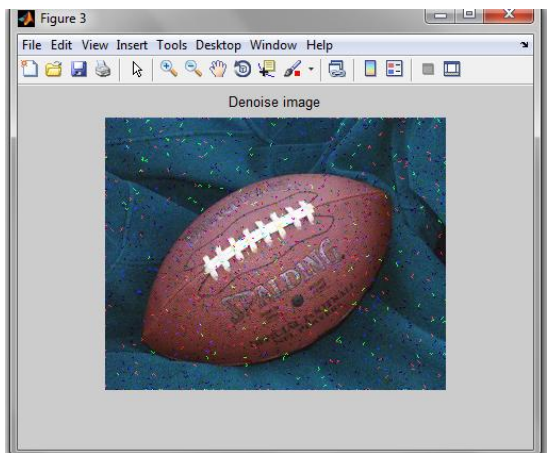 Figure 3
File Edit View Insert Tools Desktop Window Help
Denoise image
SPALDING